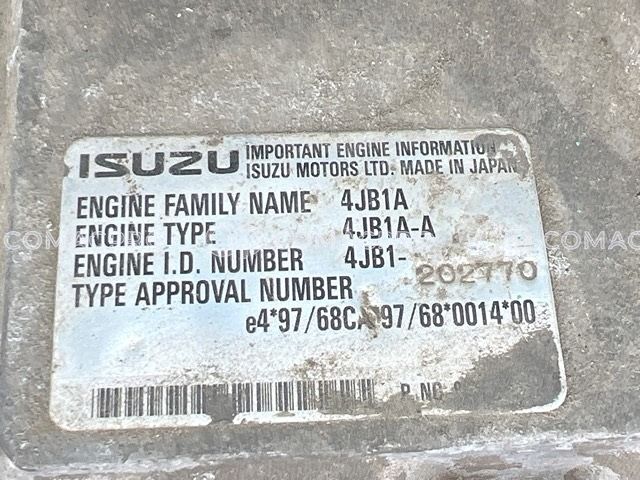 ISUZU IMPORTANT ENGINE INFORMATION
ISUZU MOTORS LTD. MADE IN JAPAN
ENGINE FAMILY NAME 4JB1A
ENGINE TYPE 4JB1A-A
ENGINE I.D. NUMBER 4JB1- 202770
TYPE APPROVAL NUMBER
e4*97/68CA*97/68*0014*00